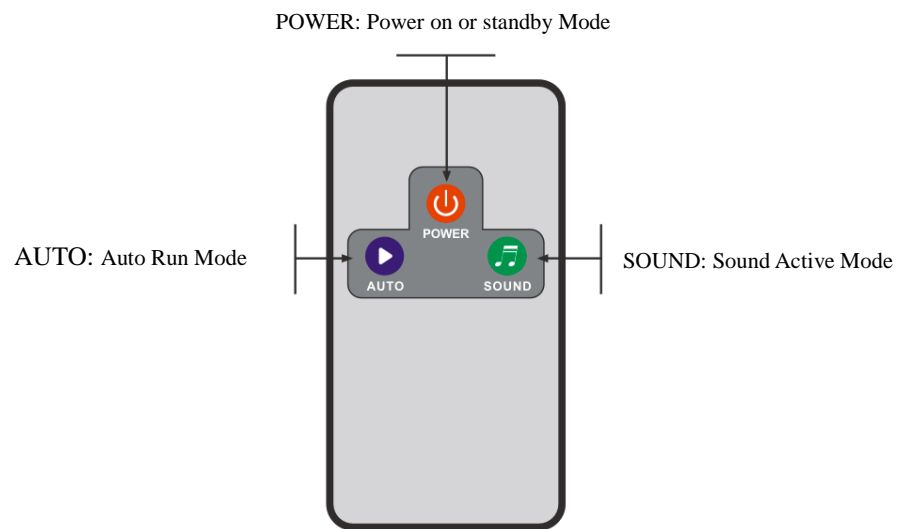 POWER: Power on or standby Mode
POWER
AUTO: Auto Run Mode
SOUND: Sound Active Mode
AUTO
SOUND